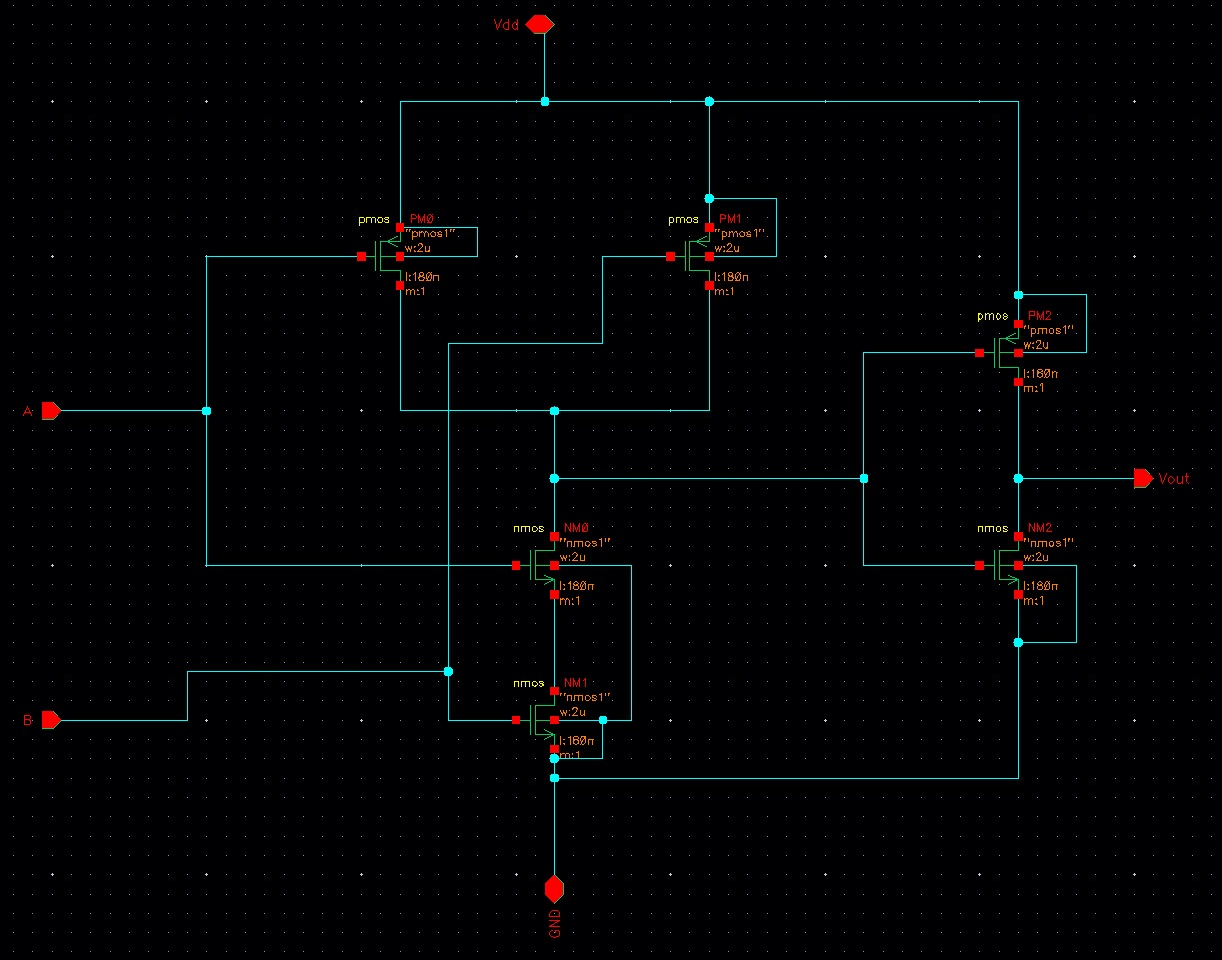 Vdd
pmos PM0
"pmos1"
w:2u
l:180n
m:1
pmos PM1
"pmos1"
w:2u
l:180n
m:1
pmos PM2
"pmos1"
w:2u
l:180n
m:1
A
Vout
nmos NM0
"nmos1"
w:2u
l:180n
m:1
nmos NM2
"nmos1"
w:2u
l:180n
m:1
nmos NM1
"nmos1"
w:2u
l:180n
m:1
B
GND